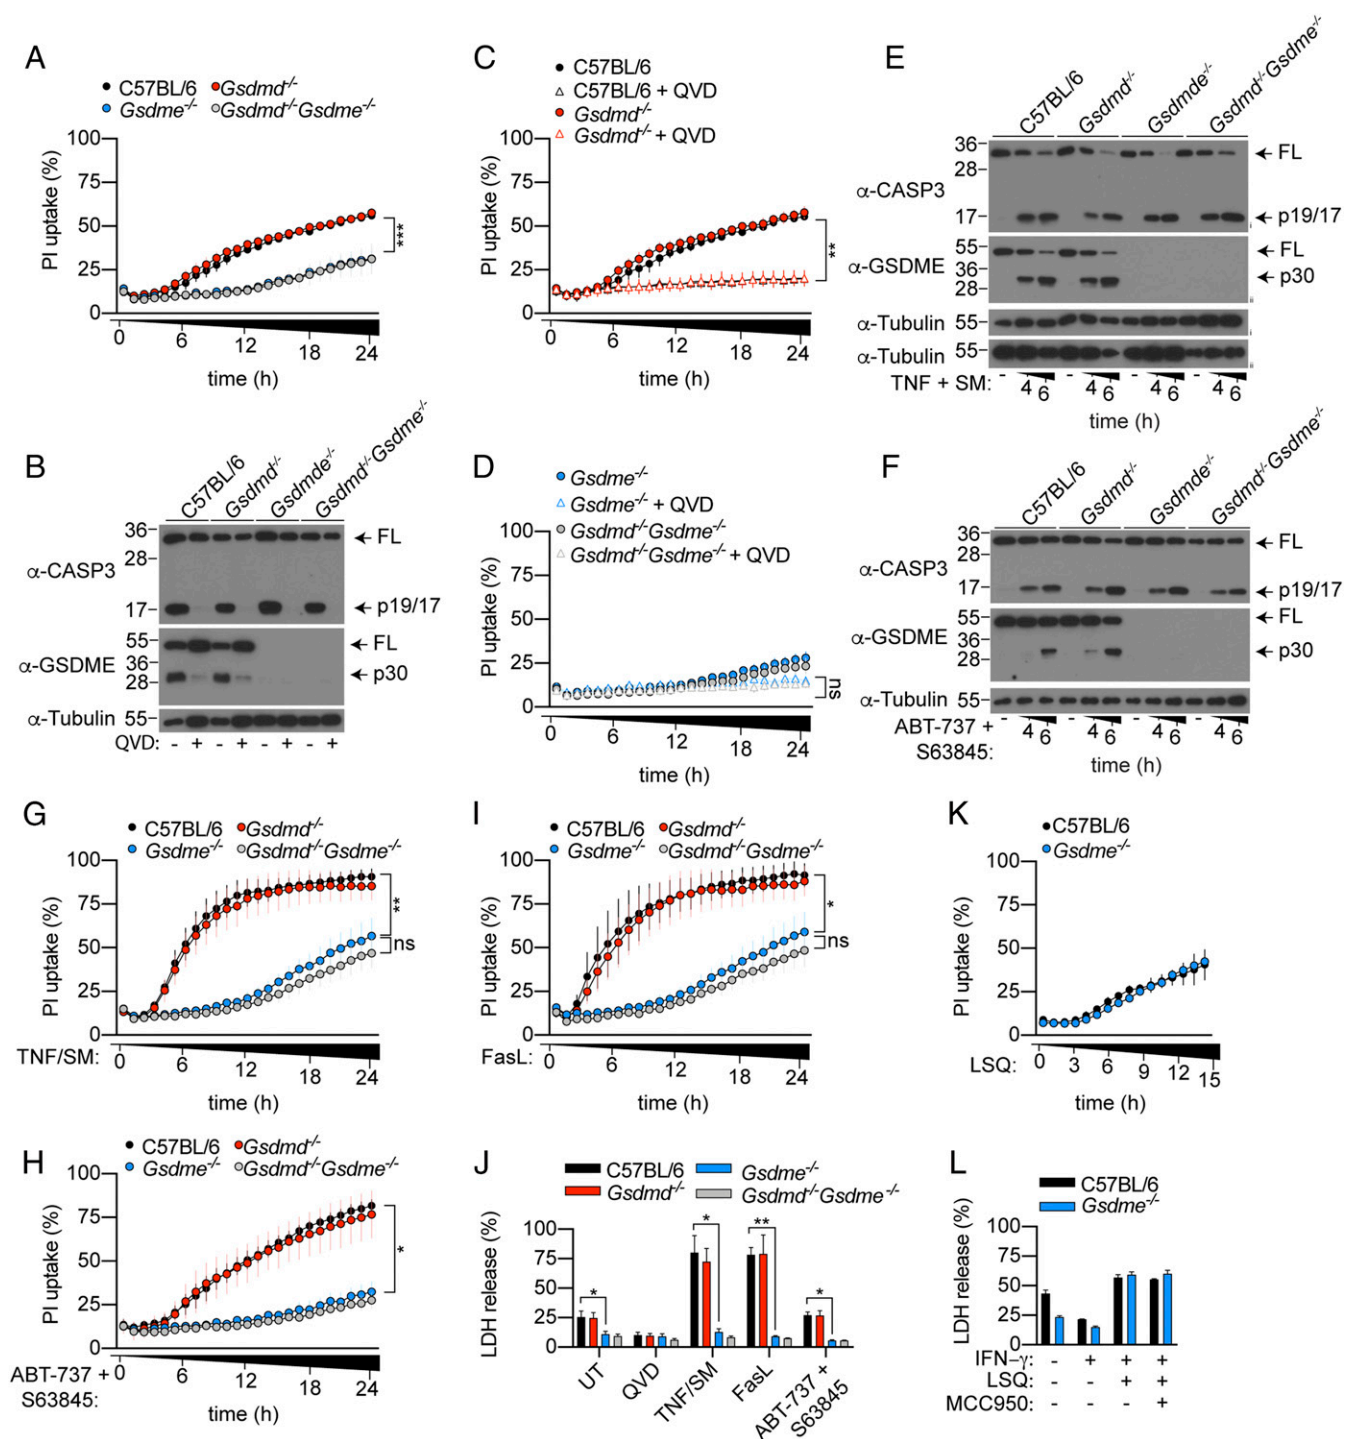 A
C57BL/6
Gsdmd-/-
Gsdme-/-
Gsdmd-/-Gsdme-/-
PI uptake (%)
100
75
50
25
0
***
0
6
18
24
time (h)
C
C57BL/6
C57BL/6 + QVD
Gsdmd-/-
Gsdmd-/- + QVD
PI uptake (%)
100
75
50
25
0
**
0
6
12
18
24
time (h)
E
C57BL/6
Gsdmd-/-
Gsdmde-/-
Gsdmd-/-Gsdme-/-
36
28
17
α-CASP3
FL
p19/17
55
36
28
α-GSDME
FL
p30
α-Tubulin 55
α-Tubulin 55
TNF + SM: - 4 6 - 4 6 - 4 6 - 4 6
time (h)
B
C57BL/6
Gsdmd-/-
Gsdmde-/-
Gsdmd-/-Gsdme-/-
36
28
17
α-CASP3
FL
p19/17
55
36
28
α-GSDME
FL
p30
α-Tubulin 55
QVD: - + - + - + - +
D
Gsdme-/-
Gsdme-/- + QVD
Gsdmd-/-Gsdme-/-
Gsdmd-/-Gsdme-/- + QVD
PI uptake (%)
100
75
50
25
0
ns
0
6
12
18
24
time (h)
F
C57BL/6
Gsdmd-/-
Gsdmde-/-
Gsdmd-/-Gsdme-/-
36
28
17
α-CASP3
FL
p19/17
55
36
28
α-GSDME
FL
p30
α-Tubulin 55
ABT-737 +
S63845: - 4 6 - 4 6 - 4 6 - 4 6
time (h)
G
C57BL/6
Gsdmd-/-
Gsdme-/-
Gsdmd-/-Gsdme-/-
PI uptake (%)
100
75
50
25
0
**
ns
TNF/SM:
0
6
12
18
24
time (h)
I
C57BL/6
Gsdmd-/-
Gsdme-/-
Gsdmd-/-Gsdme-/-
PI uptake (%)
100
75
50
25
0
*
ns
FasL:
0
6
12
18
24
time (h)
K
C57BL/6
Gsdme-/-
PI uptake (%)
100
75
50
25
0
LSQ:
0
3
6
9
12
15
time (h)
H
C57BL/6
Gsdmd-/-
Gsdme-/-
Gsdmd-/-Gsdme-/-
PI uptake (%)
100
75
50
25
0
*
ABT-737 +
S63845:
0
6
12
18
24
time (h)
J
C57BL/6
Gsdmd-/-
Gsdme-/-
Gsdmd-/-Gsdme-/-
LDH release (%)
100
75
50
25
0
*
*
**
*
UT
QVD
TNF/SM
FasL
ABT-737 +
S63845
L
C57BL/6
Gsdme-/-
LDH release (%)
100
75
50
25
0
IFN-γ: - + + +
LSQ: - - + +
MCC950: - - - +